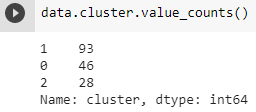 data.cluster.value_counts()
1    93
0    46
2    28
Name: cluster, dtype: int64